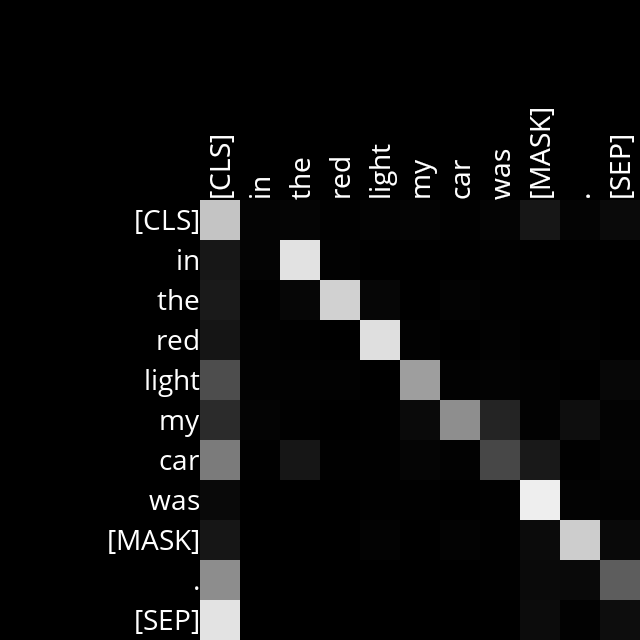 [CLS] in the red light my car was [MASK] . [SEP]
[CLS]
in
the
red
light
my
car
was
[MASK]
.
[SEP]